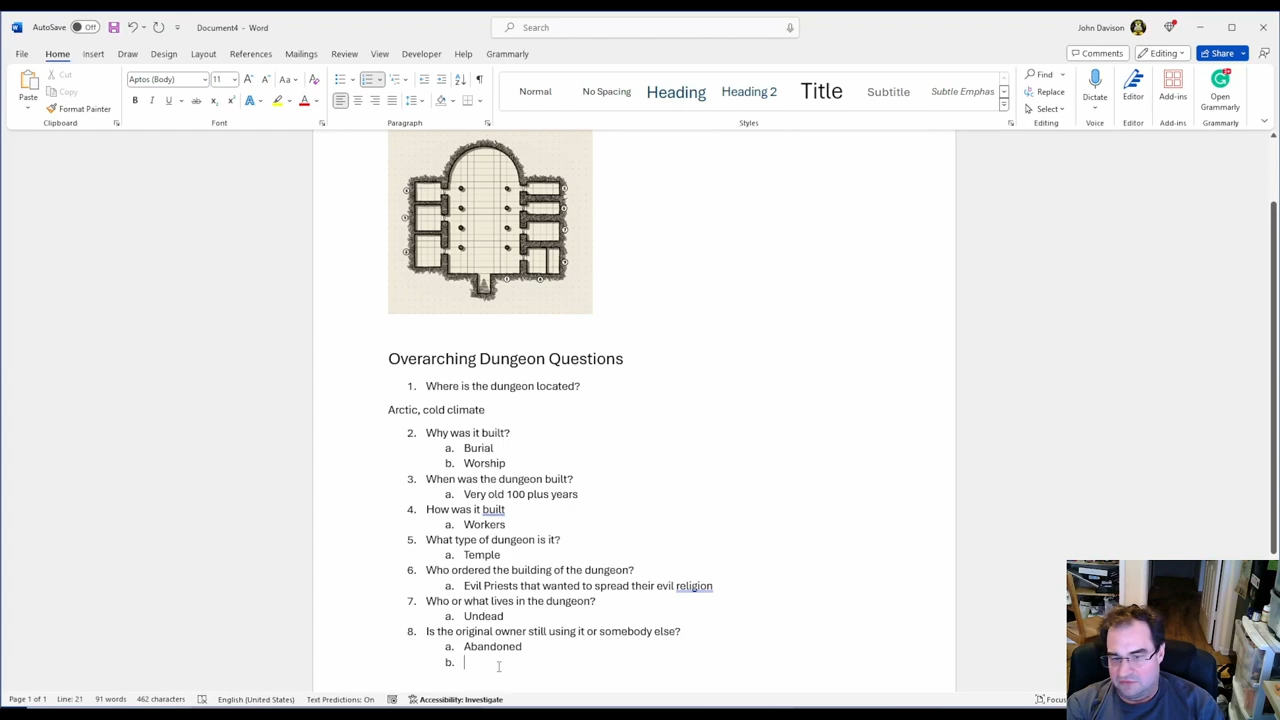 AutoSave Off Document4 - Word Search John Davison
File Home Insert Draw Design Layout References Mailings Review View Developer Help Grammarly Comments Editing Share
Paste Cut Copy Format Painter Clipboard
Aptos (Body) 11 Font
Paragraph
Normal No Spacing Heading Heading 2 Title Subtitle Subtle Emphas Styles
Find Replace Select Editing
Dictate Voice
Editor Editor
Add-ins Add-ins
Open Grammarly Grammarly
Overarching Dungeon Questions
1. Where is the dungeon located?
Arctic, cold climate
2. Why was it built?
a. Burial
b. Worship
3. When was the dungeon built?
a. Very old 100 plus years
4. How was it built
a. Workers
5. What type of dungeon is it?
a. Temple
6. Who ordered the building of the dungeon?
a. Evil Priests that wanted to spread their evil religion
7. Who or what lives in the dungeon?
a. Undead
8. Is the original owner still using it or somebody else?
a. Abandoned
b.
Page 1 of 1 Line: 21 91 words 462 characters English (United States) Text Predictions: On Accessibility: Investigate Focus